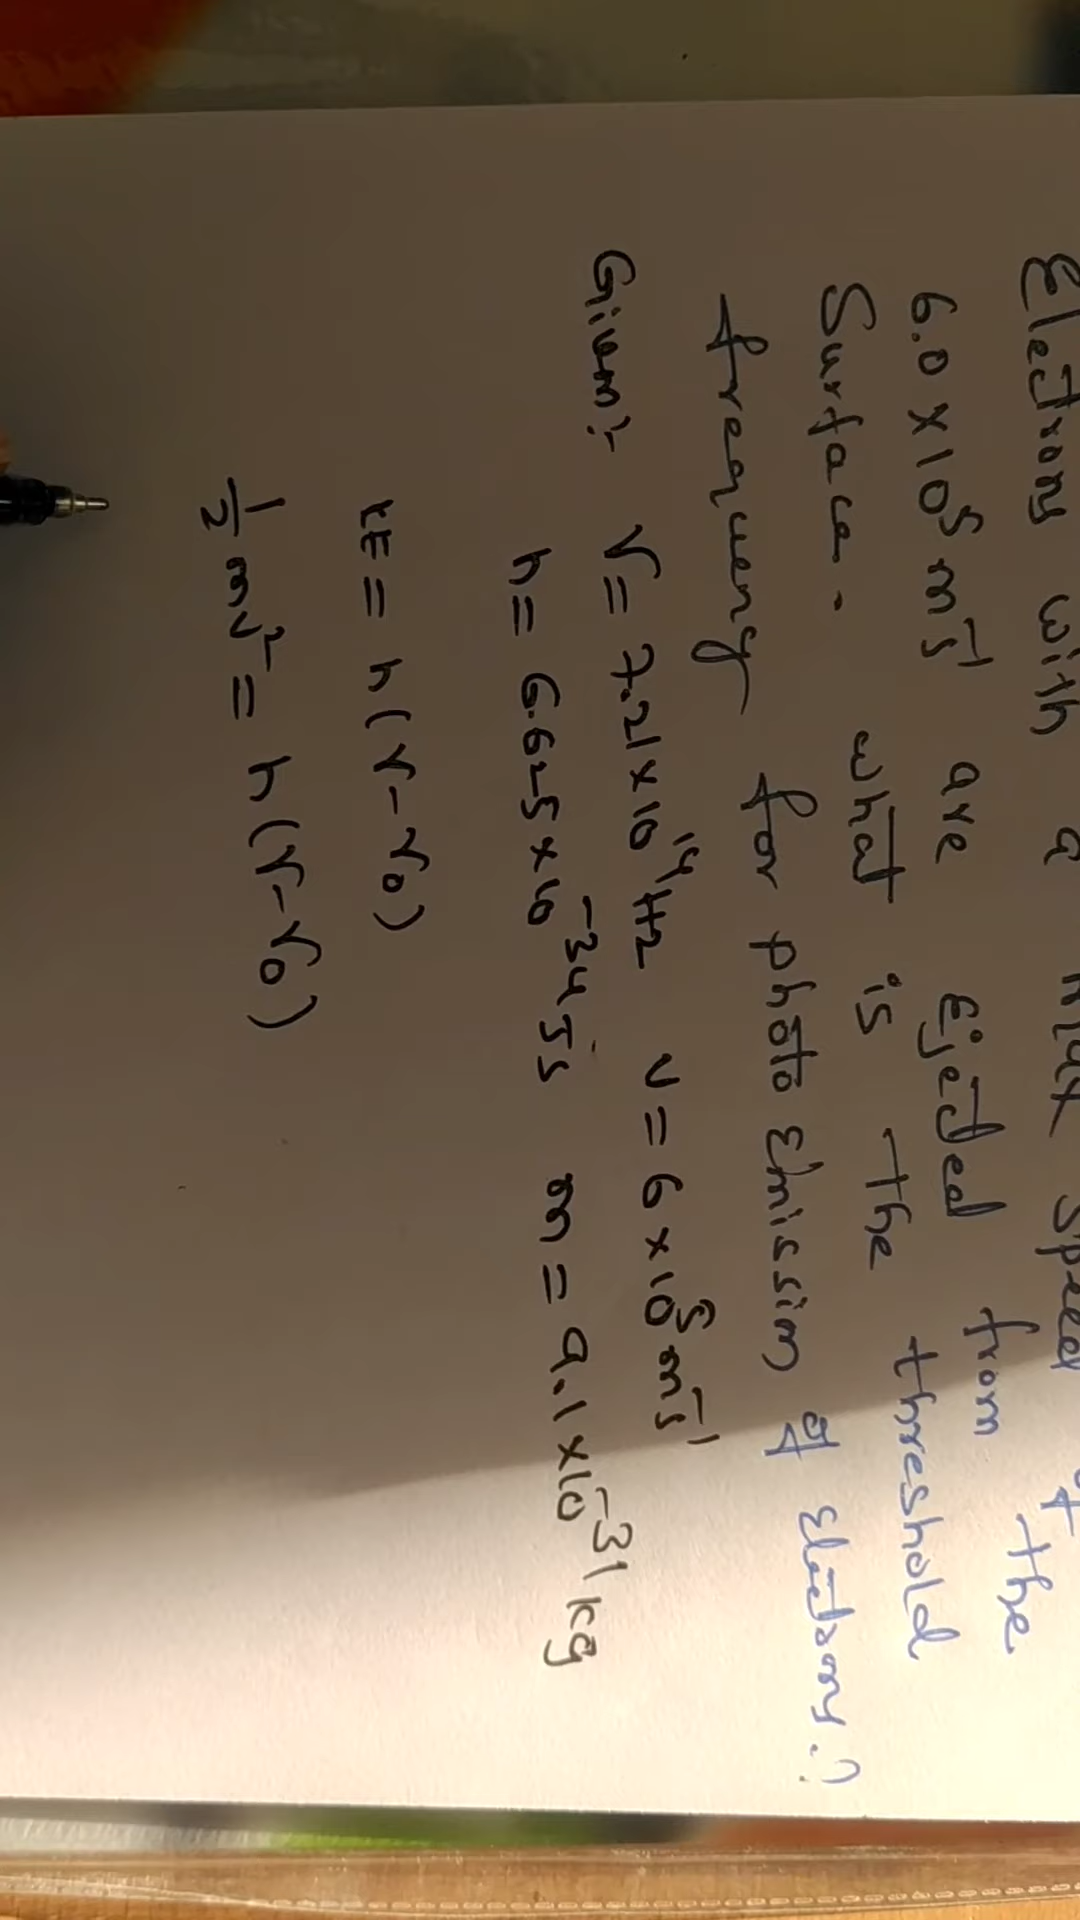 Electrons with a max speed of the
6.0 × 10⁵ ms⁻¹ are Ejected from the
Surface. what is the threshold
frequency for photo Emission of Electrons?
Given:- ν = 7.21 × 10¹⁴ Hz v = 6 × 10⁵ ms⁻¹
h = 6.625 × 10⁻³⁴ Js m = 9.1 × 10⁻³¹ kg
KE = h(ν - ν₀)
1/2 mv² = h(ν - ν₀)